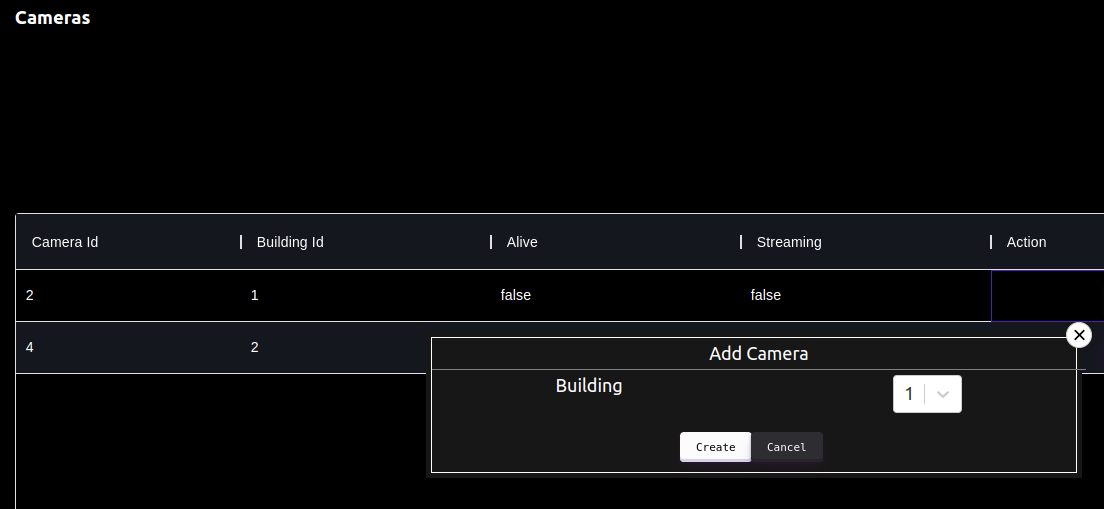 Cameras
Camera Id | Building Id | Alive | Streaming | Action
2 1 false false
4 2
Add Camera
Building 1
Create Cancel